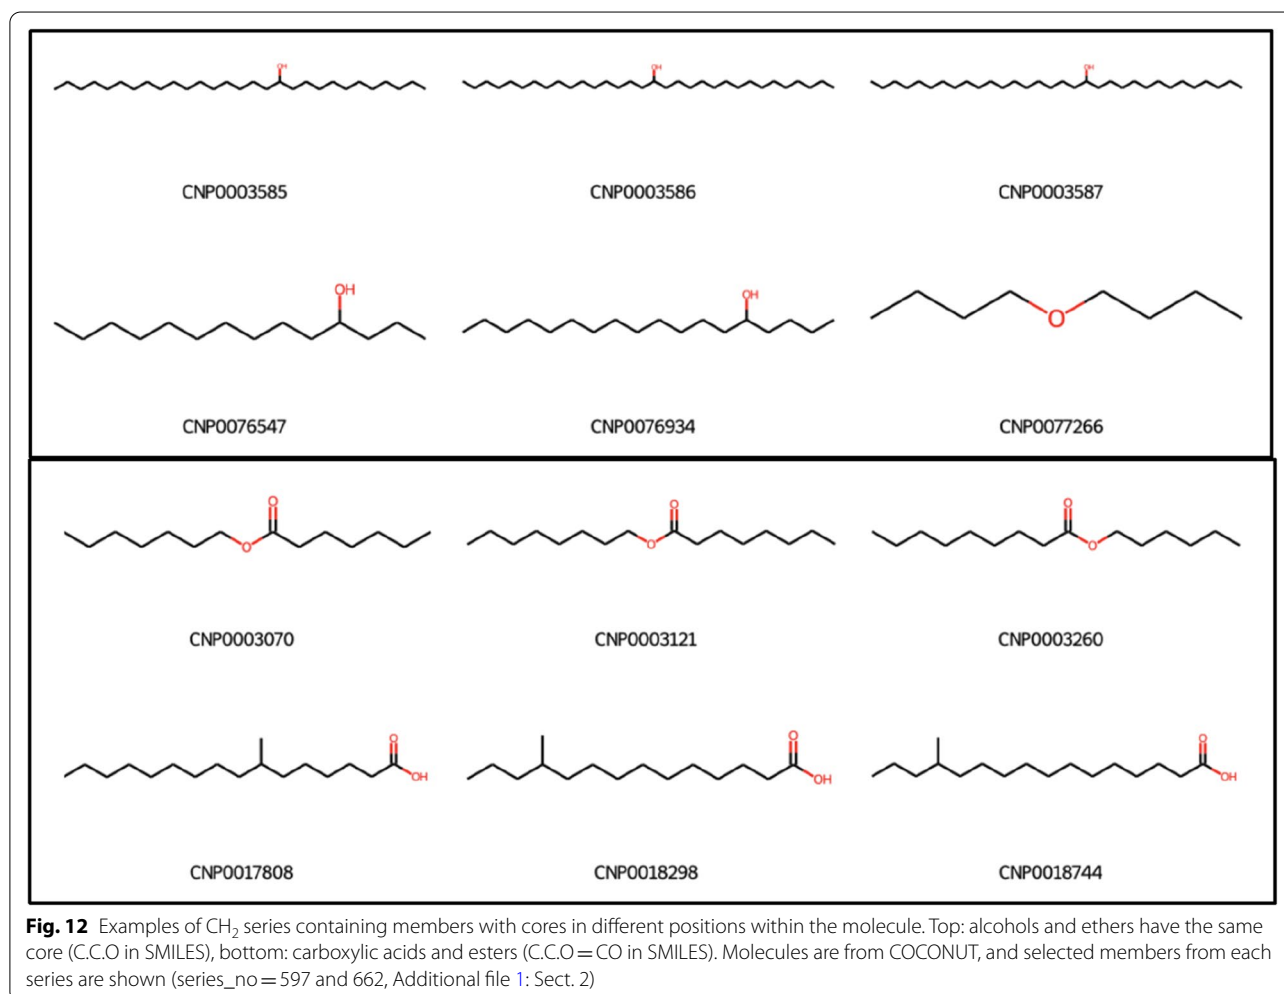 OH OH OH
CNP0003585 CNP0003586 CNP0003587
OH OH O
CNP0076547 CNP0076934 CNP0077266
O O O
O O O
CNP0003070 CNP0003121 CNP0003260
O O O
OH OH OH
CNP0017808 CNP0018298 CNP0018744
Fig. 12 Examples of CH₂ series containing members with cores in different positions within the molecule. Top: alcohols and ethers have the same
core (C.C.O in SMILES), bottom: carboxylic acids and esters (C.C.O=CO in SMILES). Molecules are from COCONUT, and selected members from each
series are shown (series_no=597 and 662, Additional file 1: Sect. 2)